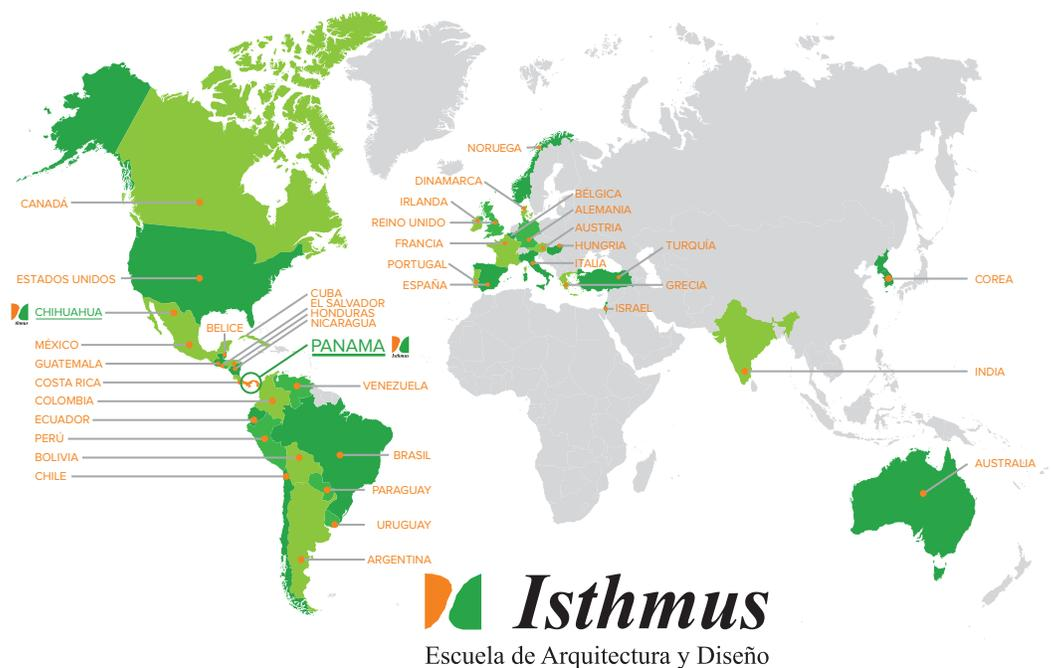 NORUEGA
DINAMARCA
BÉLGICA
IRLANDA
ALEMANIA
CANADÁ
REINO UNIDO
AUSTRIA
FRANCIA
HUNGRIA
TURQUÍA
PORTUGAL
ITALIA
ESTADOS UNIDOS
ESPAÑA
GRECIA
COREA
CUBA
EL SALVADOR
HONDURAS
NICARAGUA
ISRAEL
CHIHUAHUA
BELICE
MÉXICO
PANAMA
Isthmus
GUATEMALA
COSTA RICA
VENEZUELA
INDIA
COLOMBIA
ECUADOR
PERÚ
BOLIVIA
BRASIL
AUSTRALIA
CHILE
PARAGUAY
URUGUAY
ARGENTINA
Isthmus
Escuela de Arquitectura y Diseño